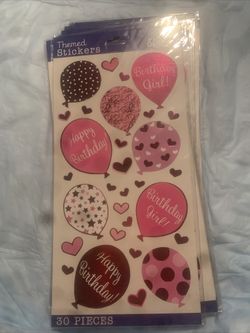 Themed
Stickers
Birthday
Girl!
Happy
Birthday
Birthday
Girl!
Happy
Birthday!
30 PIECES